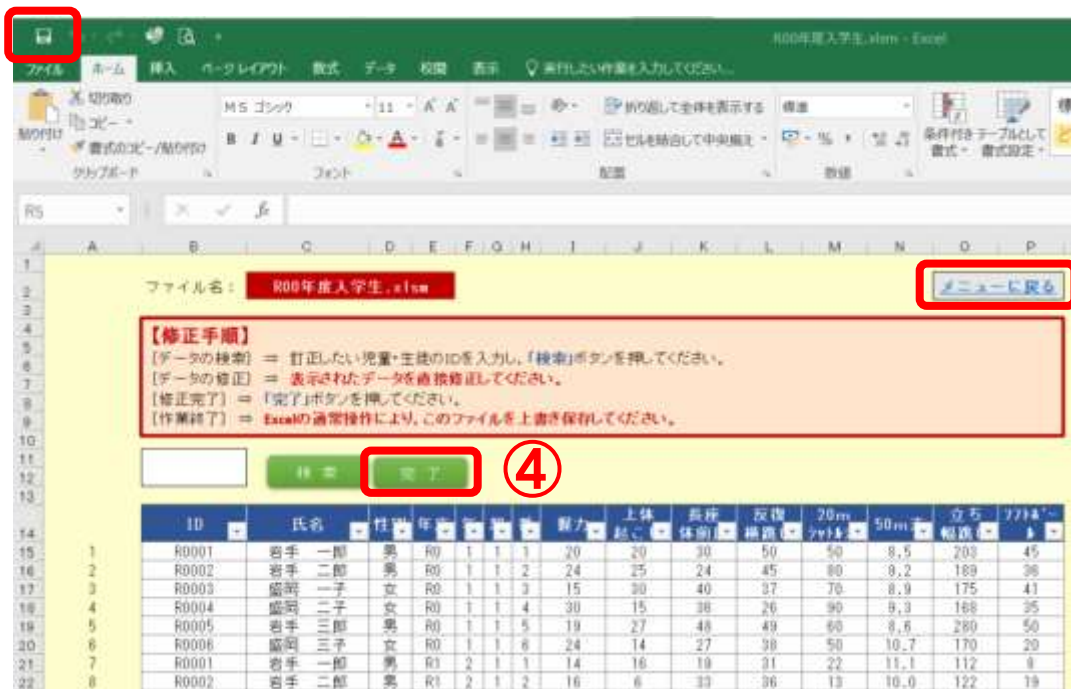 R00年度入学生.xlsm - Excel
ファイル ホーム 挿入 ページレイアウト 数式 データ 校閲 表示 実行したい作業を入力してください...
切り取り
コピー
書式のコピー/貼り付け
貼り付け
MS ゴシック 11
B I U
折り返して全体を表示する
セルを結合して中央揃え
標準
条件付き書式 テーブルとして書式設定
クリップボード フォント 配置 数値
R5 fx
A B C D E F G H I J K L M N O P
ファイル名： R00年度入学生.xlsm メニューに戻る
【修正手順】
[データの検索] ⇒ 訂正したい児童・生徒のIDを入力し、「検索」ボタンを押してください。
[データの修正] ⇒ 表示されたデータを直接修正してください。
[修正完了] ⇒ 「完了」ボタンを押してください。
[作業終了] ⇒ Excelの通常操作により、このファイルを上書き保存してください。
検 索 完 了 ④
ID 氏名 性別 年度 握力 上体起こ 長座体前 反復横跳 20mシャトル 50m走 立ち幅跳 ソフトボール
15 1 R0001 岩手 一郎 男 R0 1 1 1 20 20 30 50 50 8.5 203 45
16 2 R0002 岩手 二郎 男 R0 1 1 2 24 25 24 45 80 9.2 189 36
17 3 R0003 盛岡 一子 女 R0 1 1 3 15 30 40 37 70 8.9 175 41
18 4 R0004 盛岡 二子 女 R0 1 1 4 30 15 36 26 90 9.3 168 35
19 5 R0005 岩手 三郎 男 R0 1 1 5 19 27 48 49 60 8.6 280 50
20 6 R0006 盛岡 三子 女 R0 1 1 6 24 14 27 38 50 10.7 170 20
21 7 R0001 岩手 一郎 男 R1 2 1 1 14 16 19 31 22 11.1 112 8
22 8 R0002 岩手 二郎 男 R1 2 1 2 16 6 33 36 13 10.0 122 19